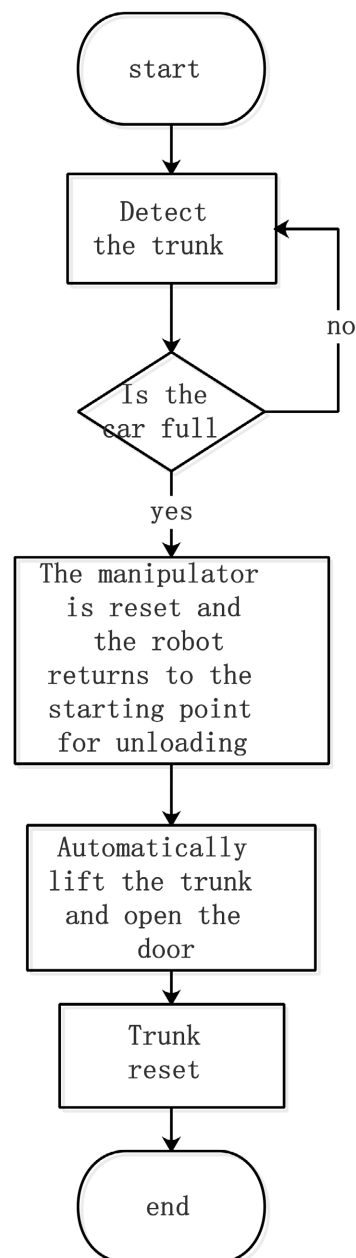 start
Detect
the trunk
no
Is the
car full
yes
The manipulator
is reset and
the robot
returns to the
starting point
for unloading
Automatically
lift the trunk
and open the
door
Trunk
reset
end